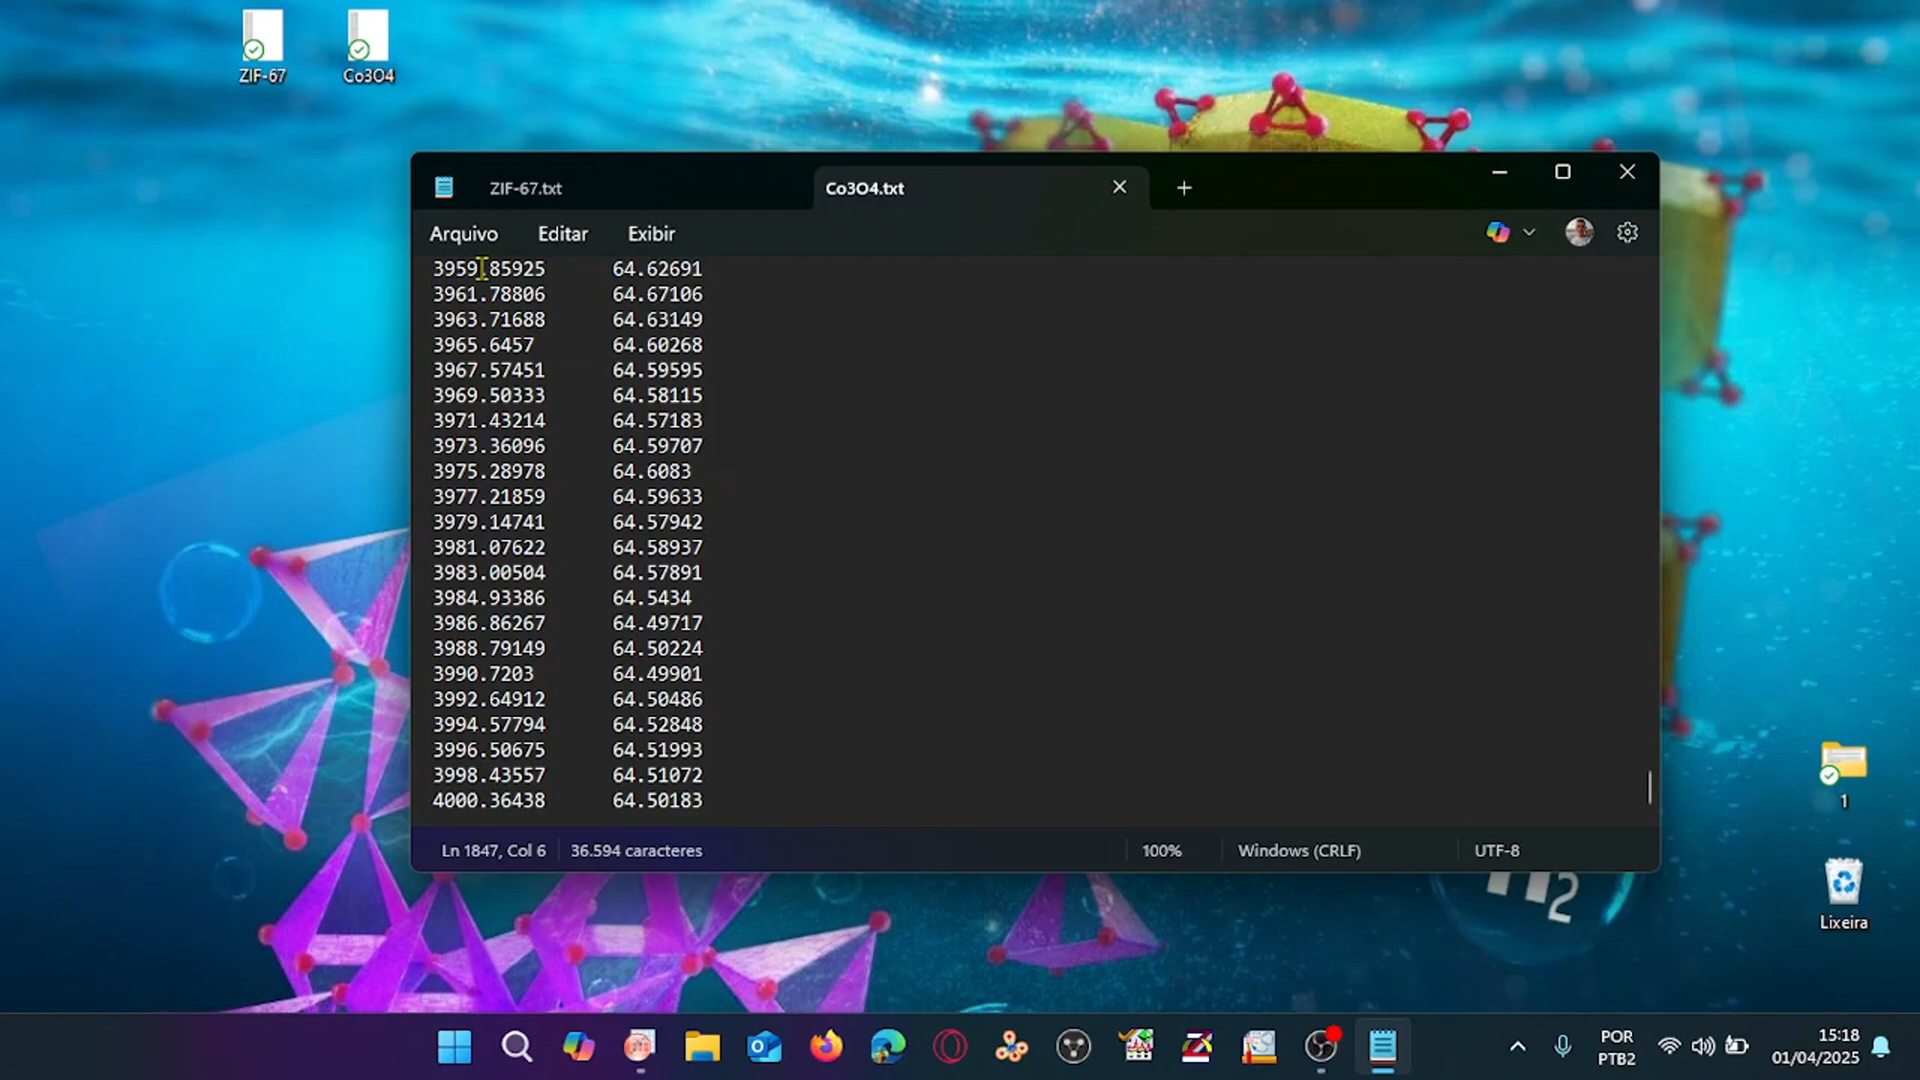 ZIF-67
Co3O4
ZIF-67.txt
Co3O4.txt
Arquivo
Editar
Exibir
3959.85925 64.62691
3961.78806 64.67106
3963.71688 64.63149
3965.6457 64.60268
3967.57451 64.59595
3969.50333 64.58115
3971.43214 64.57183
3973.36096 64.59707
3975.28978 64.6083
3977.21859 64.59633
3979.14741 64.57942
3981.07622 64.58937
3983.00504 64.57891
3984.93386 64.5434
3986.86267 64.49717
3988.79149 64.50224
3990.7203 64.49901
3992.64912 64.50486
3994.57794 64.52848
3996.50675 64.51993
3998.43557 64.51072
4000.36438 64.50183
Ln 1847, Col 6
36.594 caracteres
100%
Windows (CRLF)
UTF-8
1
Lixeira
POR
PTB2
15:18
01/04/2025